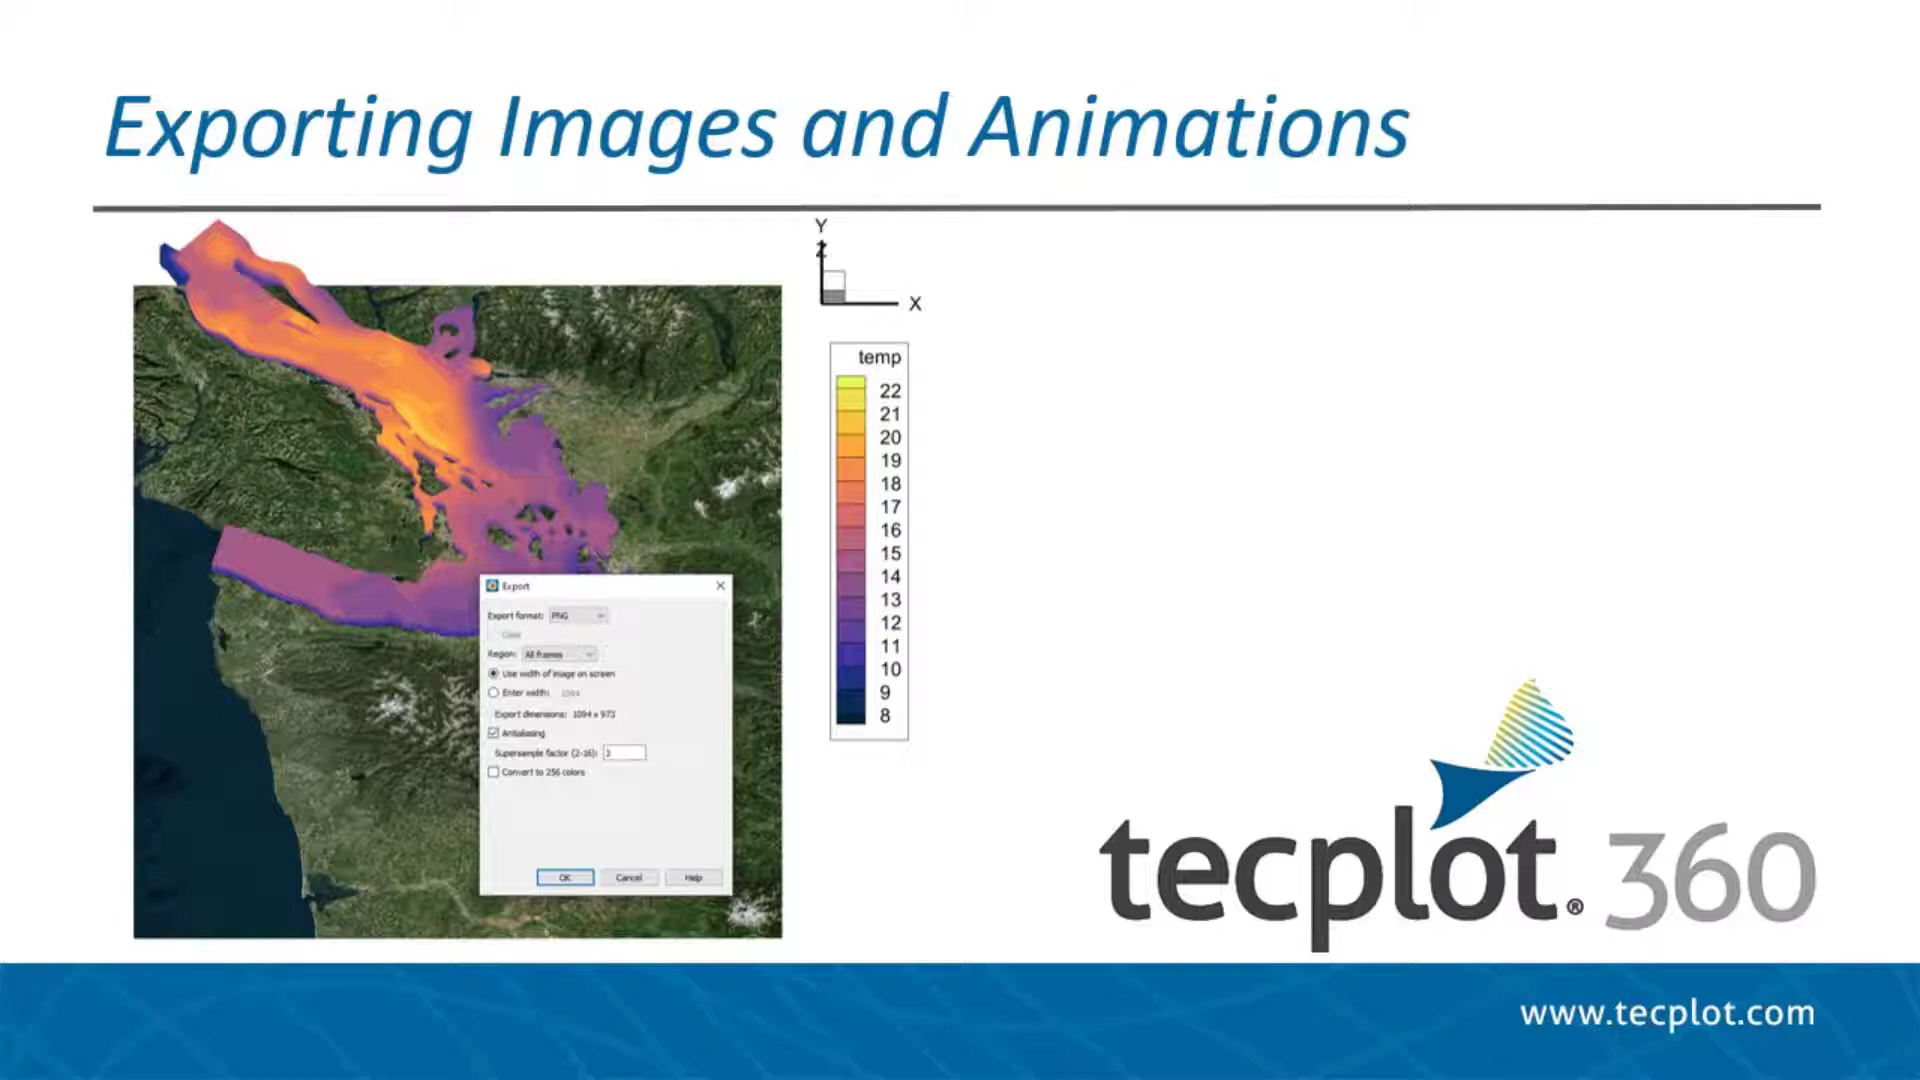 Exporting Images and Animations
Y
Z
X
temp
22
21
20
19
18
17
16
15
14
13
12
11
10
9
8
Export
Export format: PNG
Color
Region: All frames
Use width of image on screen
Enter width: 1094
Export dimensions: 1094 x 973
Antialiasing
Supersample factor (2-16): 3
Convert to 256 colors
OK Cancel Help
tecplot® 360
www.tecplot.com